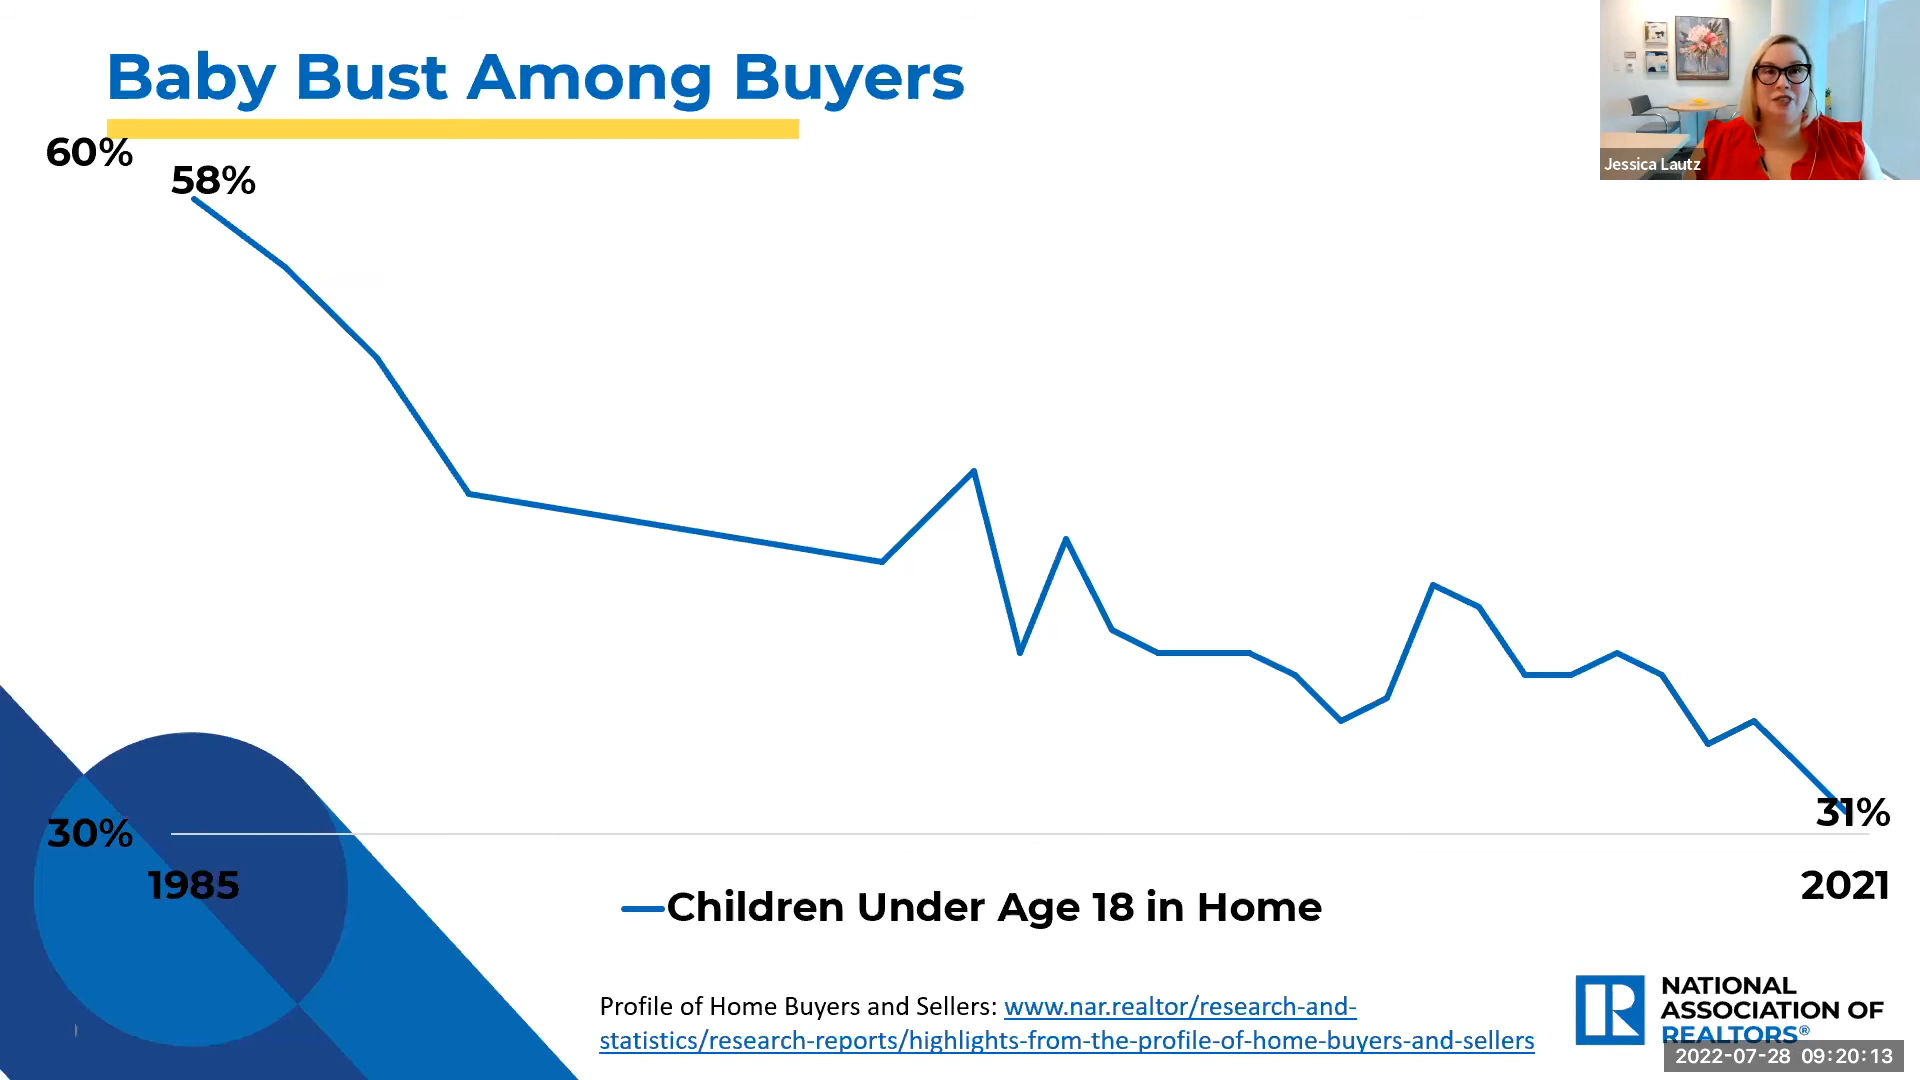 Baby Bust Among Buyers
60%
58%
Jessica Lautz
30%
31%
1985
2021
Children Under Age 18 in Home
Profile of Home Buyers and Sellers: www.nar.realtor/research-and-
statistics/research-reports/highlights-from-the-profile-of-home-buyers-and-sellers
NATIONAL
ASSOCIATION OF
REALTORS®
2022-07-28 09:20:13